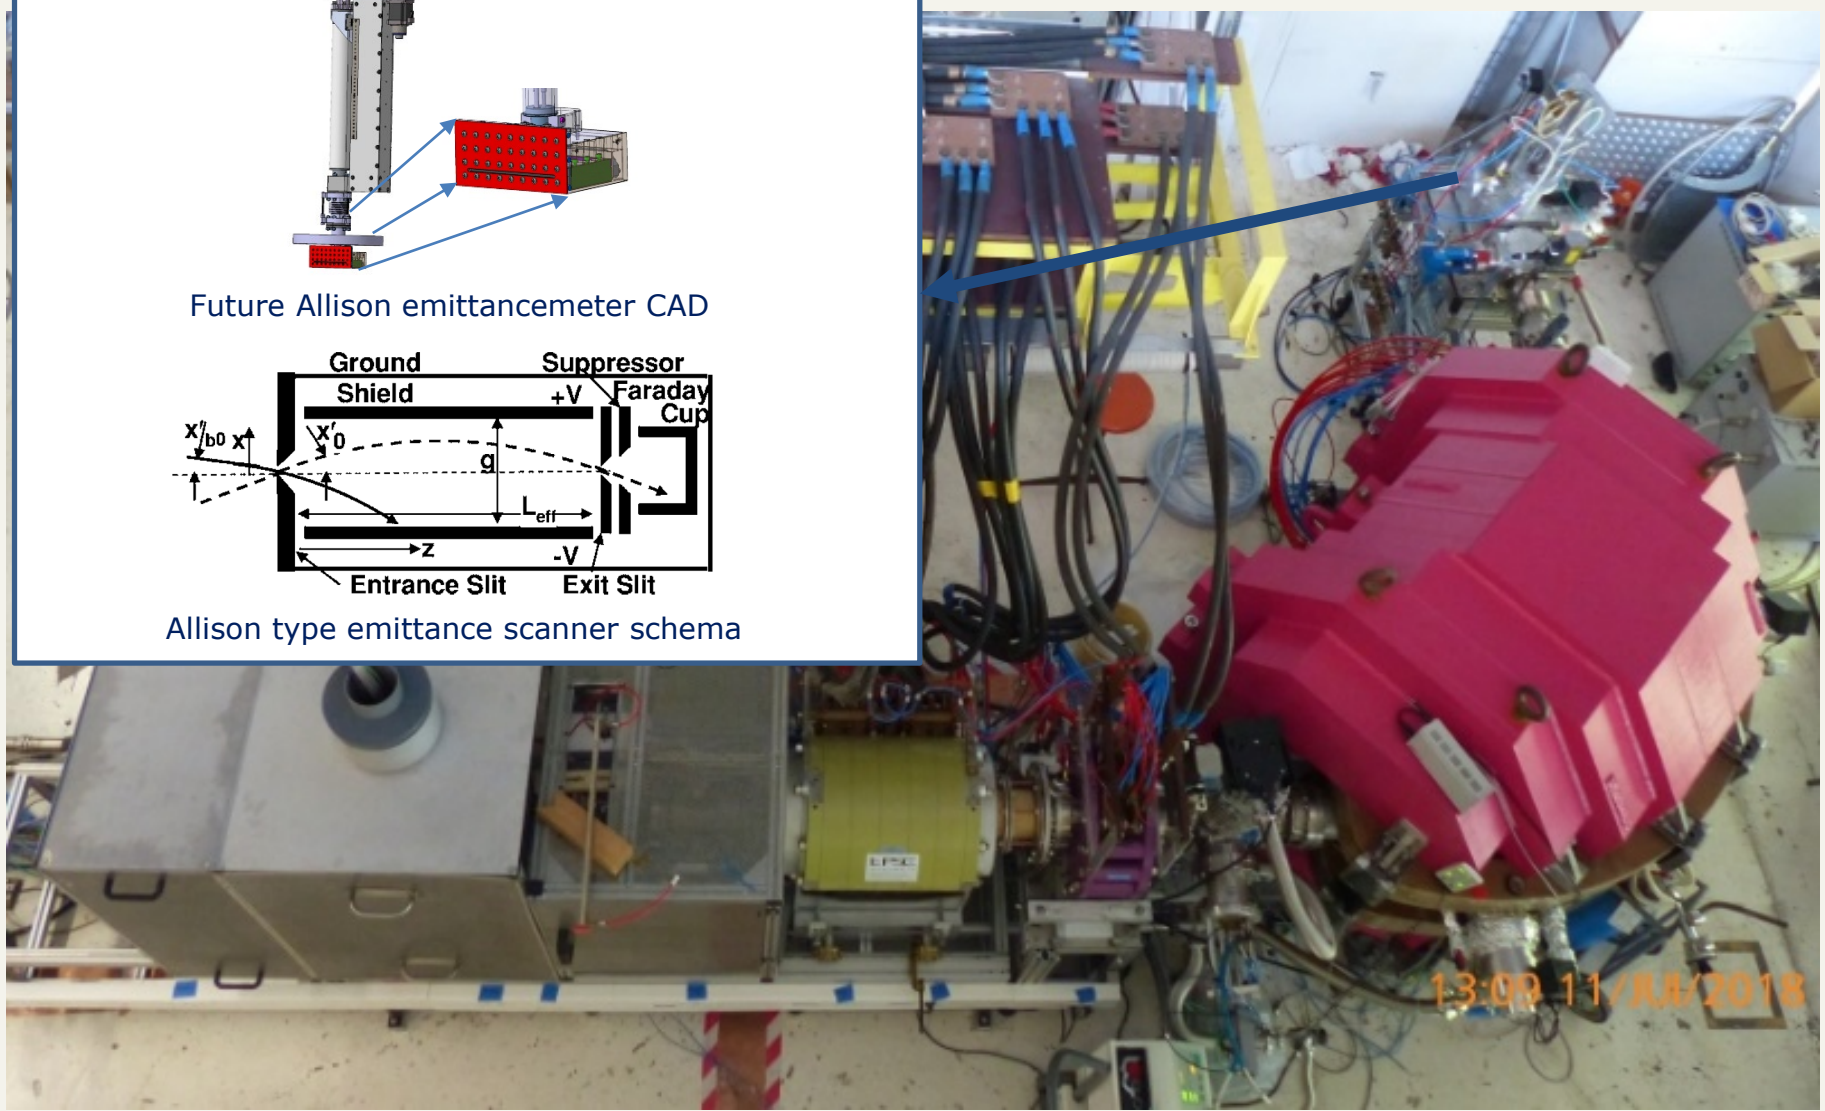 Future Allison emittancemeter CAD
Ground
Shield
Suppressor
Faraday
Cup
+V
x'b0
x
x'0
g
Leff
z
-V
Entrance Slit
Exit Slit
Allison type emittance scanner schema
13:09 11/JUL/2018